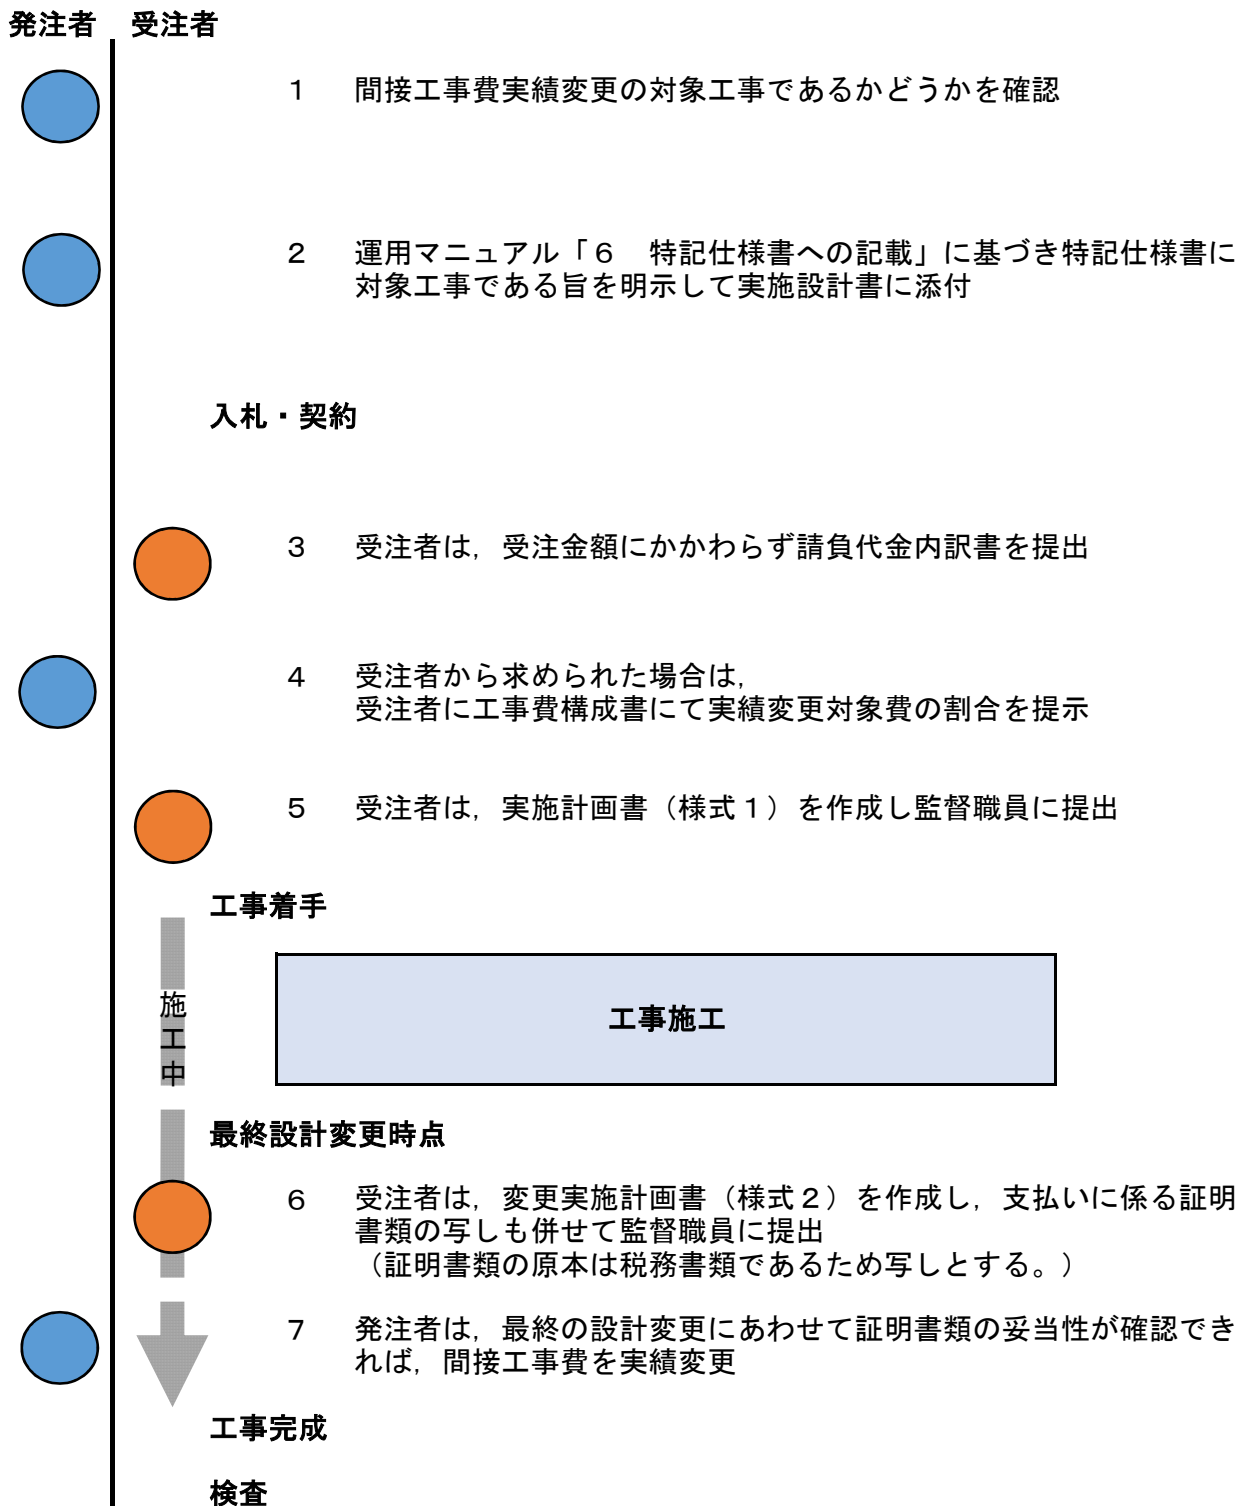 発注者 受注者
１ 間接工事費実績変更の対象工事であるかどうかを確認
２ 運用マニュアル「６　特記仕様書への記載」に基づき特記仕様書に
対象工事である旨を明示して実施設計書に添付
入札・契約
３ 受注者は，受注金額にかかわらず請負代金内訳書を提出
４ 受注者から求められた場合は，
受注者に工事費構成書にて実績変更対象費の割合を提示
５ 受注者は，実施計画書（様式１）を作成し監督職員に提出
工事着手
施工中
工事施工
最終設計変更時点
６ 受注者は，変更実施計画書（様式２）を作成し，支払いに係る証明
書類の写しも併せて監督職員に提出
（証明書類の原本は税務書類であるため写しとする。）
７ 発注者は，最終の設計変更にあわせて証明書類の妥当性が確認でき
れば，間接工事費を実績変更
工事完成
検査